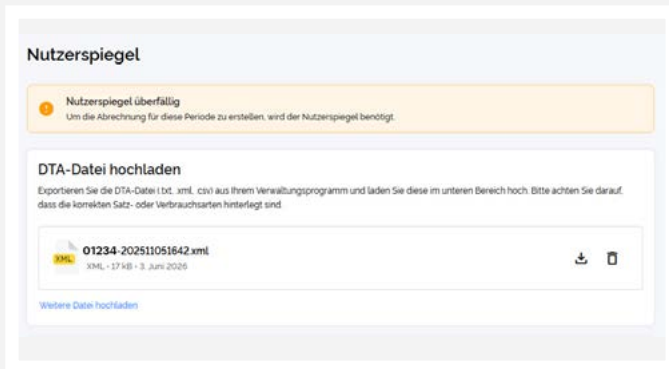 Nutzerspiegel
Nutzerspiegel überfällig
Um die Abrechnung für diese Periode zu erstellen, wird der Nutzerspiegel benötigt.
DTA-Datei hochladen
Exportieren Sie die DTA-Datei (.txt, .xml, .csv) aus Ihrem Verwaltungsprogramm und laden Sie diese im unteren Bereich hoch. Bitte achten Sie darauf,
dass die korrekten Satz- oder Verbrauchsarten hinterlegt sind.
XML
01234-202511051642.xml
XML - 17 kB - 3. Juni 2026
Weitere Datei hochladen